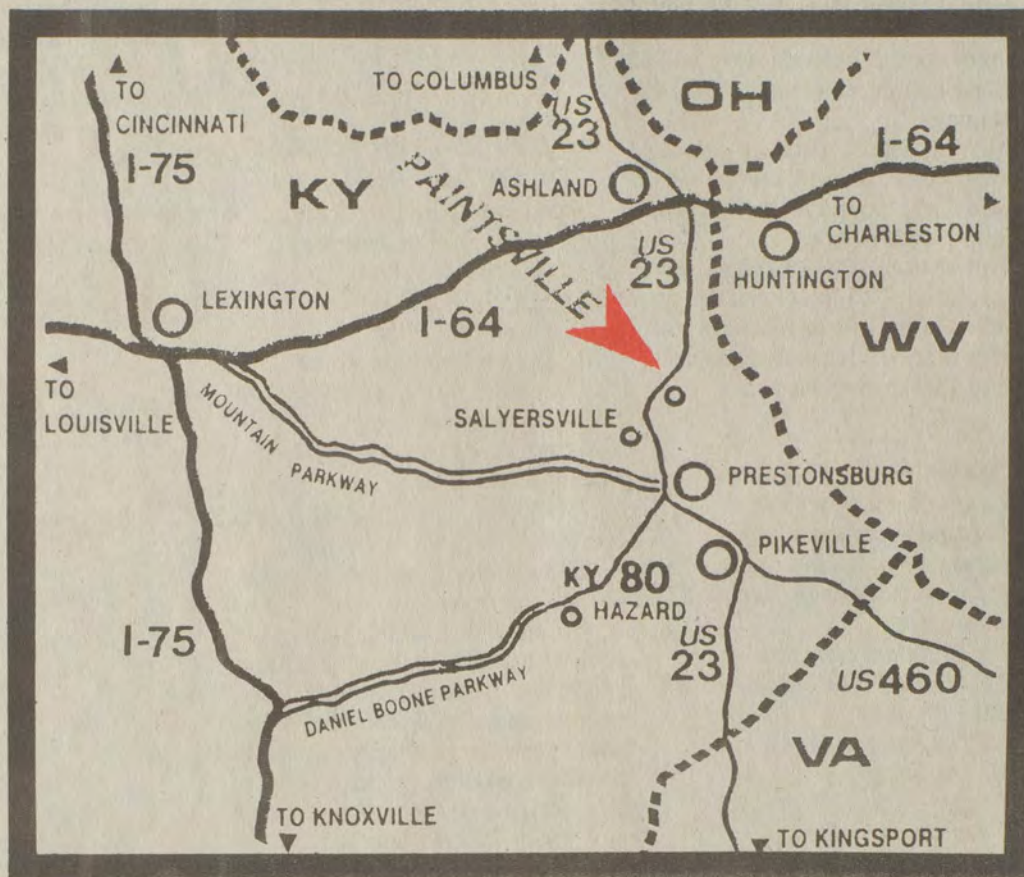 TO COLUMBUS
US
23
OH
TO
CINCINNATI
I-75
KY
PAINTSVILLE
ASHLAND
I-64
TO
CHARLESTON
HUNTINGTON
US
23
LEXINGTON
I-64
WV
TO
LOUISVILLE
MOUNTAIN PARKWAY
SALYERSVILLE
PRESTONSBURG
PIKEVILLE
KY 80
HAZARD
I-75
US
23
US 460
DANIEL BOONE PARKWAY
VA
TO KNOXVILLE
TO KINGSPORT